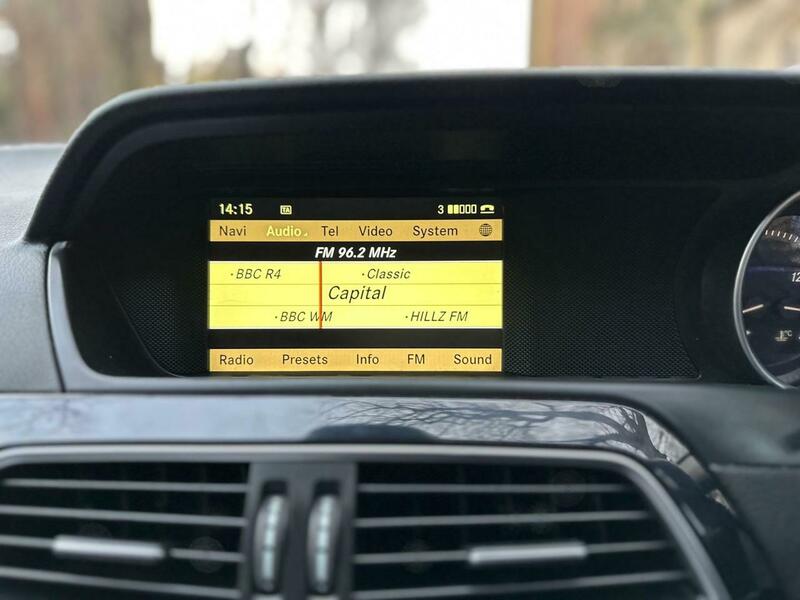 14:15 TA 3
Navi Audio Tel Video System
FM 96.2 MHz
BBC R4 Classic
Capital
BBC WM HILLZ FM
Radio Presets Info FM Sound
12
°C